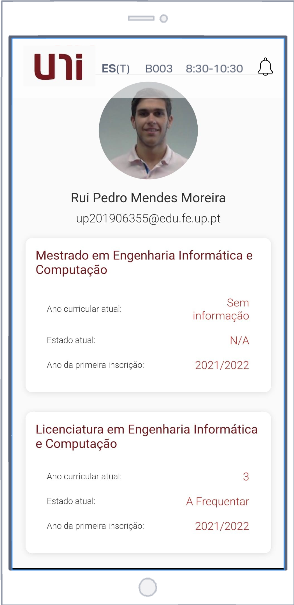 UNI
ES(T) B003 8:30-10:30
Rui Pedro Mendes Moreira
up201906355@edu.fe.up.pt
Mestrado em Engenharia Informática e
Computação
Ano curricular atual: Sem
informação
Estado atual: N/A
Ano da primeira inscrição: 2021/2022
Licenciatura em Engenharia Informática
e Computação
Ano curricular atual: 3
Estado atual: A Frequentar
Ano da primeira inscrição: 2021/2022